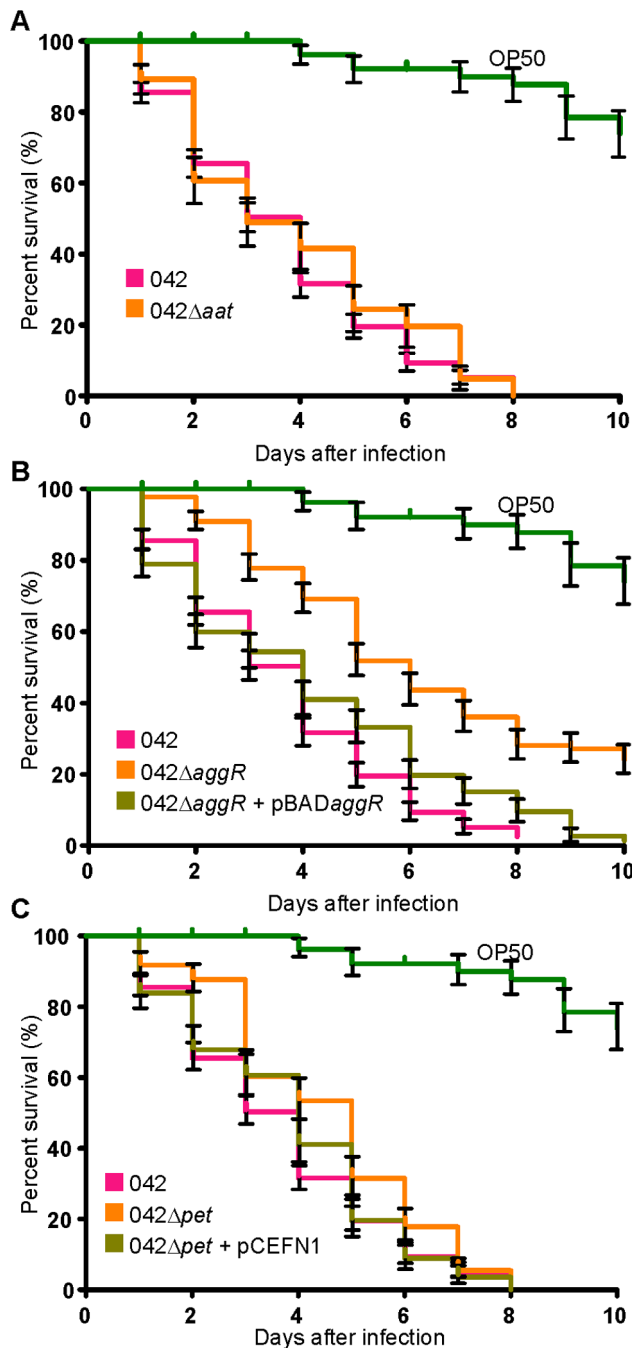 A
Percent survival (%)
100
80
60
40
20
0
OP50
042
042Δaat
0 2 4 6 8 10
Days after infection
B
Percent survival (%)
100
80
60
40
20
0
OP50
042
042ΔaggR
042ΔaggR + pBADaggR
0 2 4 6 8 10
Days after infection
C
Percent survival (%)
100
80
60
40
20
0
OP50
042
042Δpet
042Δpet + pCEFN1
0 2 4 6 8 10
Days after infection